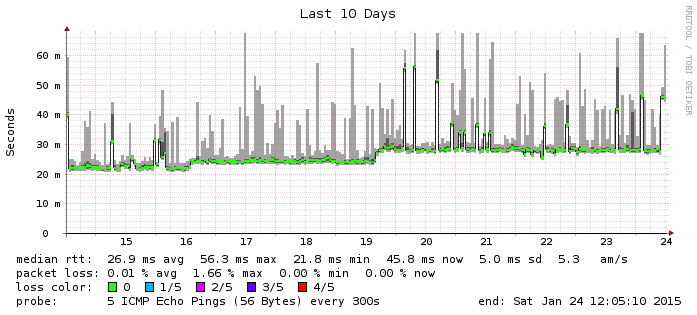 Last 10 Days
RRDTOOL / TOBI OETIKER
Seconds
60 m
50 m
40 m
30 m
20 m
10 m
0
15 16 17 18 19 20 21 22 23 24
median rtt: 26.9 ms avg 56.3 ms max 21.8 ms min 45.8 ms now 5.0 ms sd 5.3 am/s
packet loss: 0.01 % avg 1.66 % max 0.00 % min 0.00 % now
loss color: 0 1/5 2/5 3/5 4/5
probe: 5 ICMP Echo Pings (56 Bytes) every 300s end: Sat Jan 24 12:05:10 2015